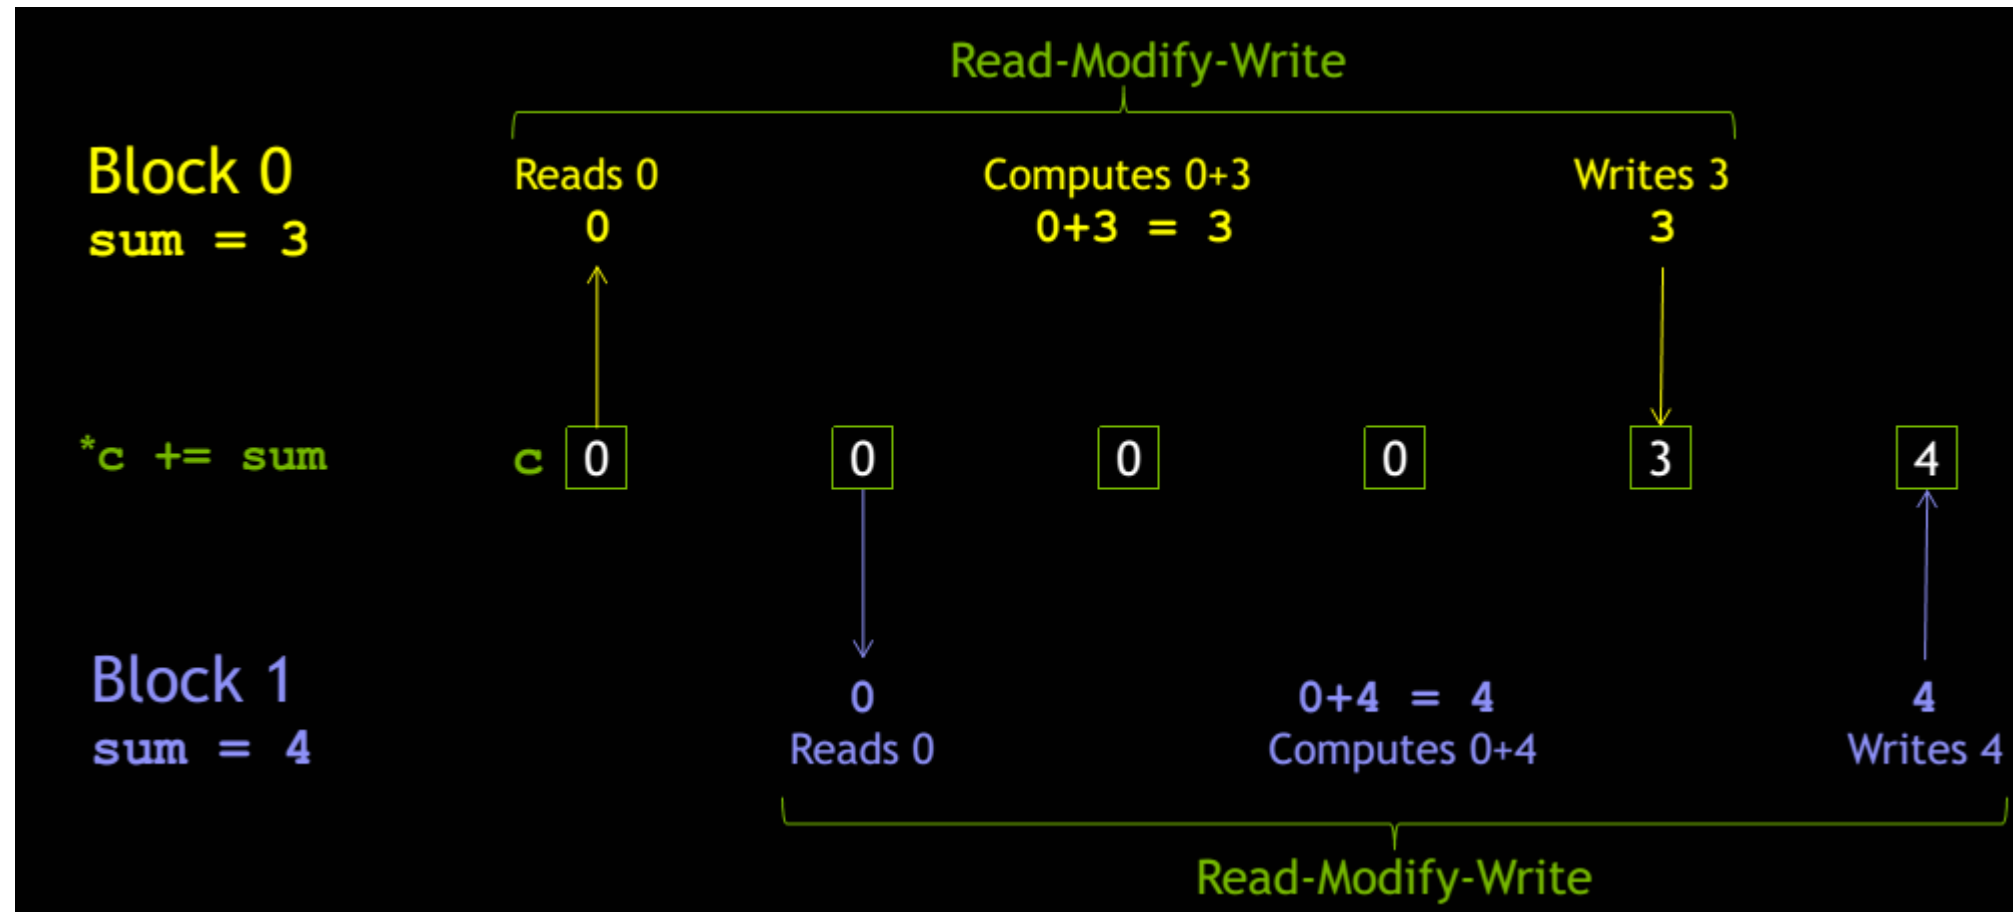 Read-Modify-Write
Block 0
sum = 3
Reads 0
0
Computes 0+3
0+3 = 3
Writes 3
3
*c += sum
c 0 0 0 0 3 4
Block 1
sum = 4
0
Reads 0
0+4 = 4
Computes 0+4
4
Writes 4
Read-Modify-Write